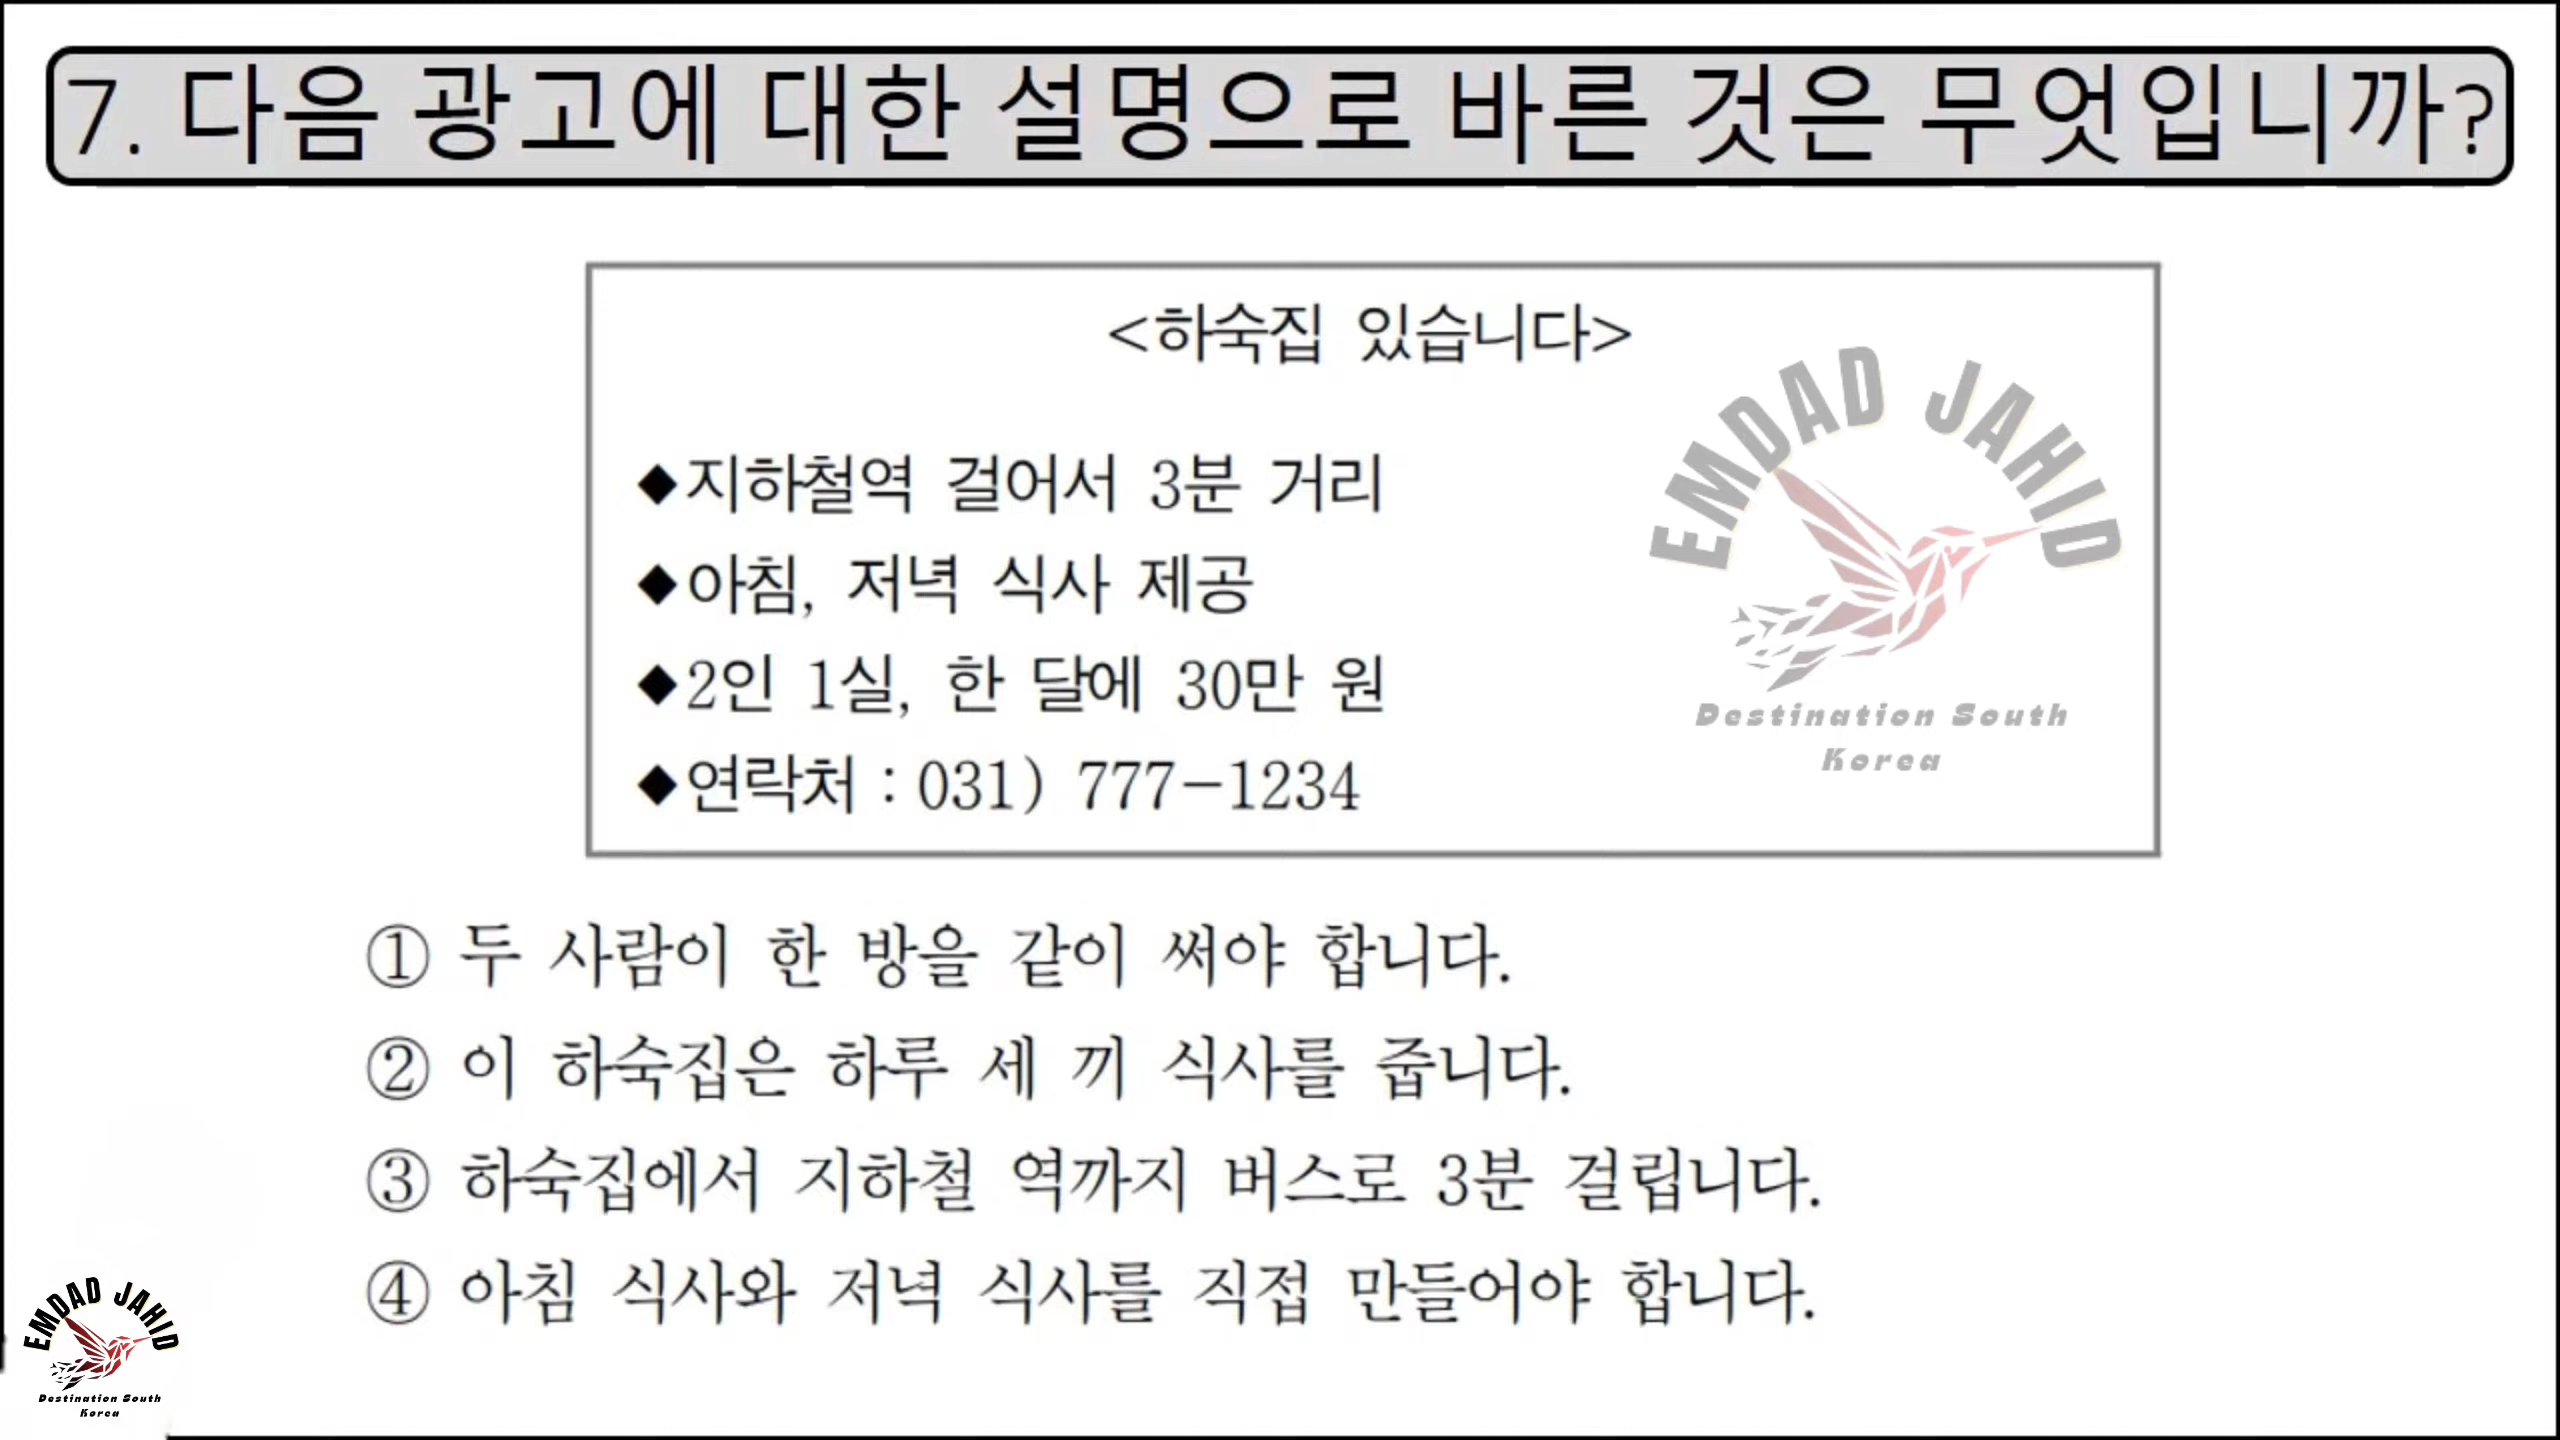 7. 다음 광고에 대한 설명으로 바른 것은 무엇입니까?
<하숙집 있습니다>
◆지하철역 걸어서 3분 거리
◆아침, 저녁 식사 제공
◆2인 1실, 한 달에 30만 원
◆연락처 : 031) 777-1234
EMDAD JAHID
Destination South
Korea
① 두 사람이 한 방을 같이 써야 합니다.
② 이 하숙집은 하루 세 끼 식사를 줍니다.
③ 하숙집에서 지하철 역까지 버스로 3분 걸립니다.
④ 아침 식사와 저녁 식사를 직접 만들어야 합니다.
EMDAD JAHID
Destination South
Korea